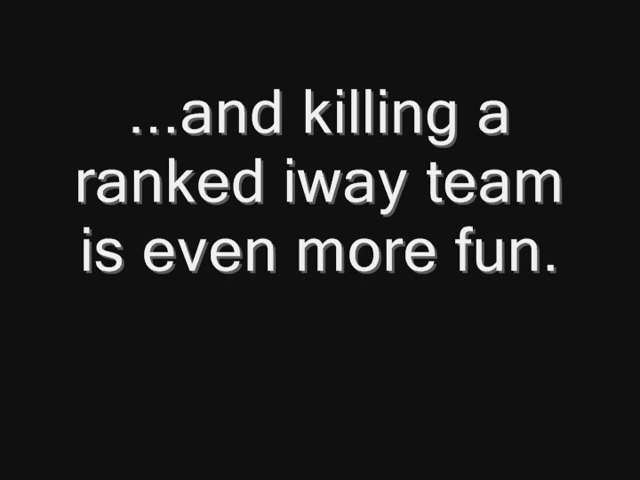 ...and killing a
ranked iway team
is even more fun.